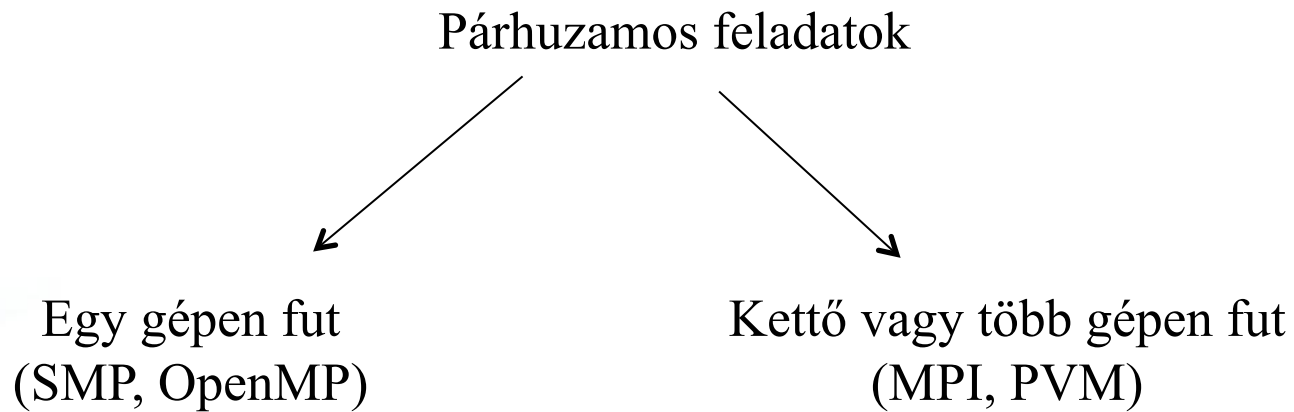 Párhuzamos feladatok
Egy gépen fut
(SMP, OpenMP)
Kettő vagy több gépen fut
(MPI, PVM)